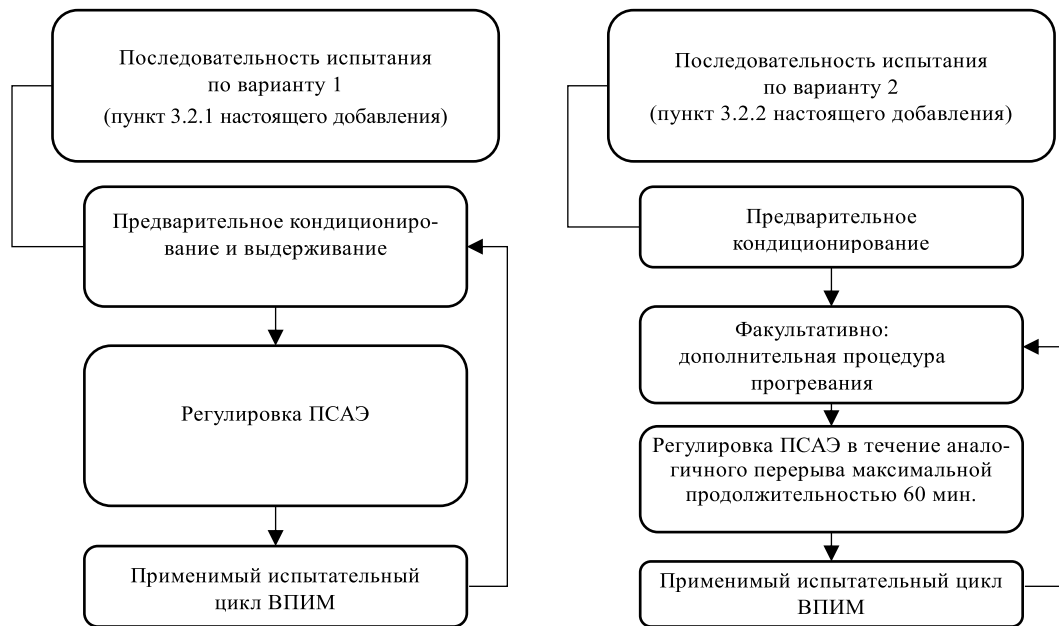 Последовательность испытания
по варианту 1
(пункт 3.2.1 настоящего добавления)
Предварительное кондициониро-
вание и выдерживание
Регулировка ПСАЭ
Применимый испытательный
цикл ВПИМ
Последовательность испытания
по варианту 2
(пункт 3.2.2 настоящего добавления)
Предварительное
кондиционирование
Факультативно:
дополнительная процедура
прогревания
Регулировка ПСАЭ в течение анало-
гичного перерыва максимальной
продолжительностью 60 мин.
Применимый испытательный цикл
ВПИМ